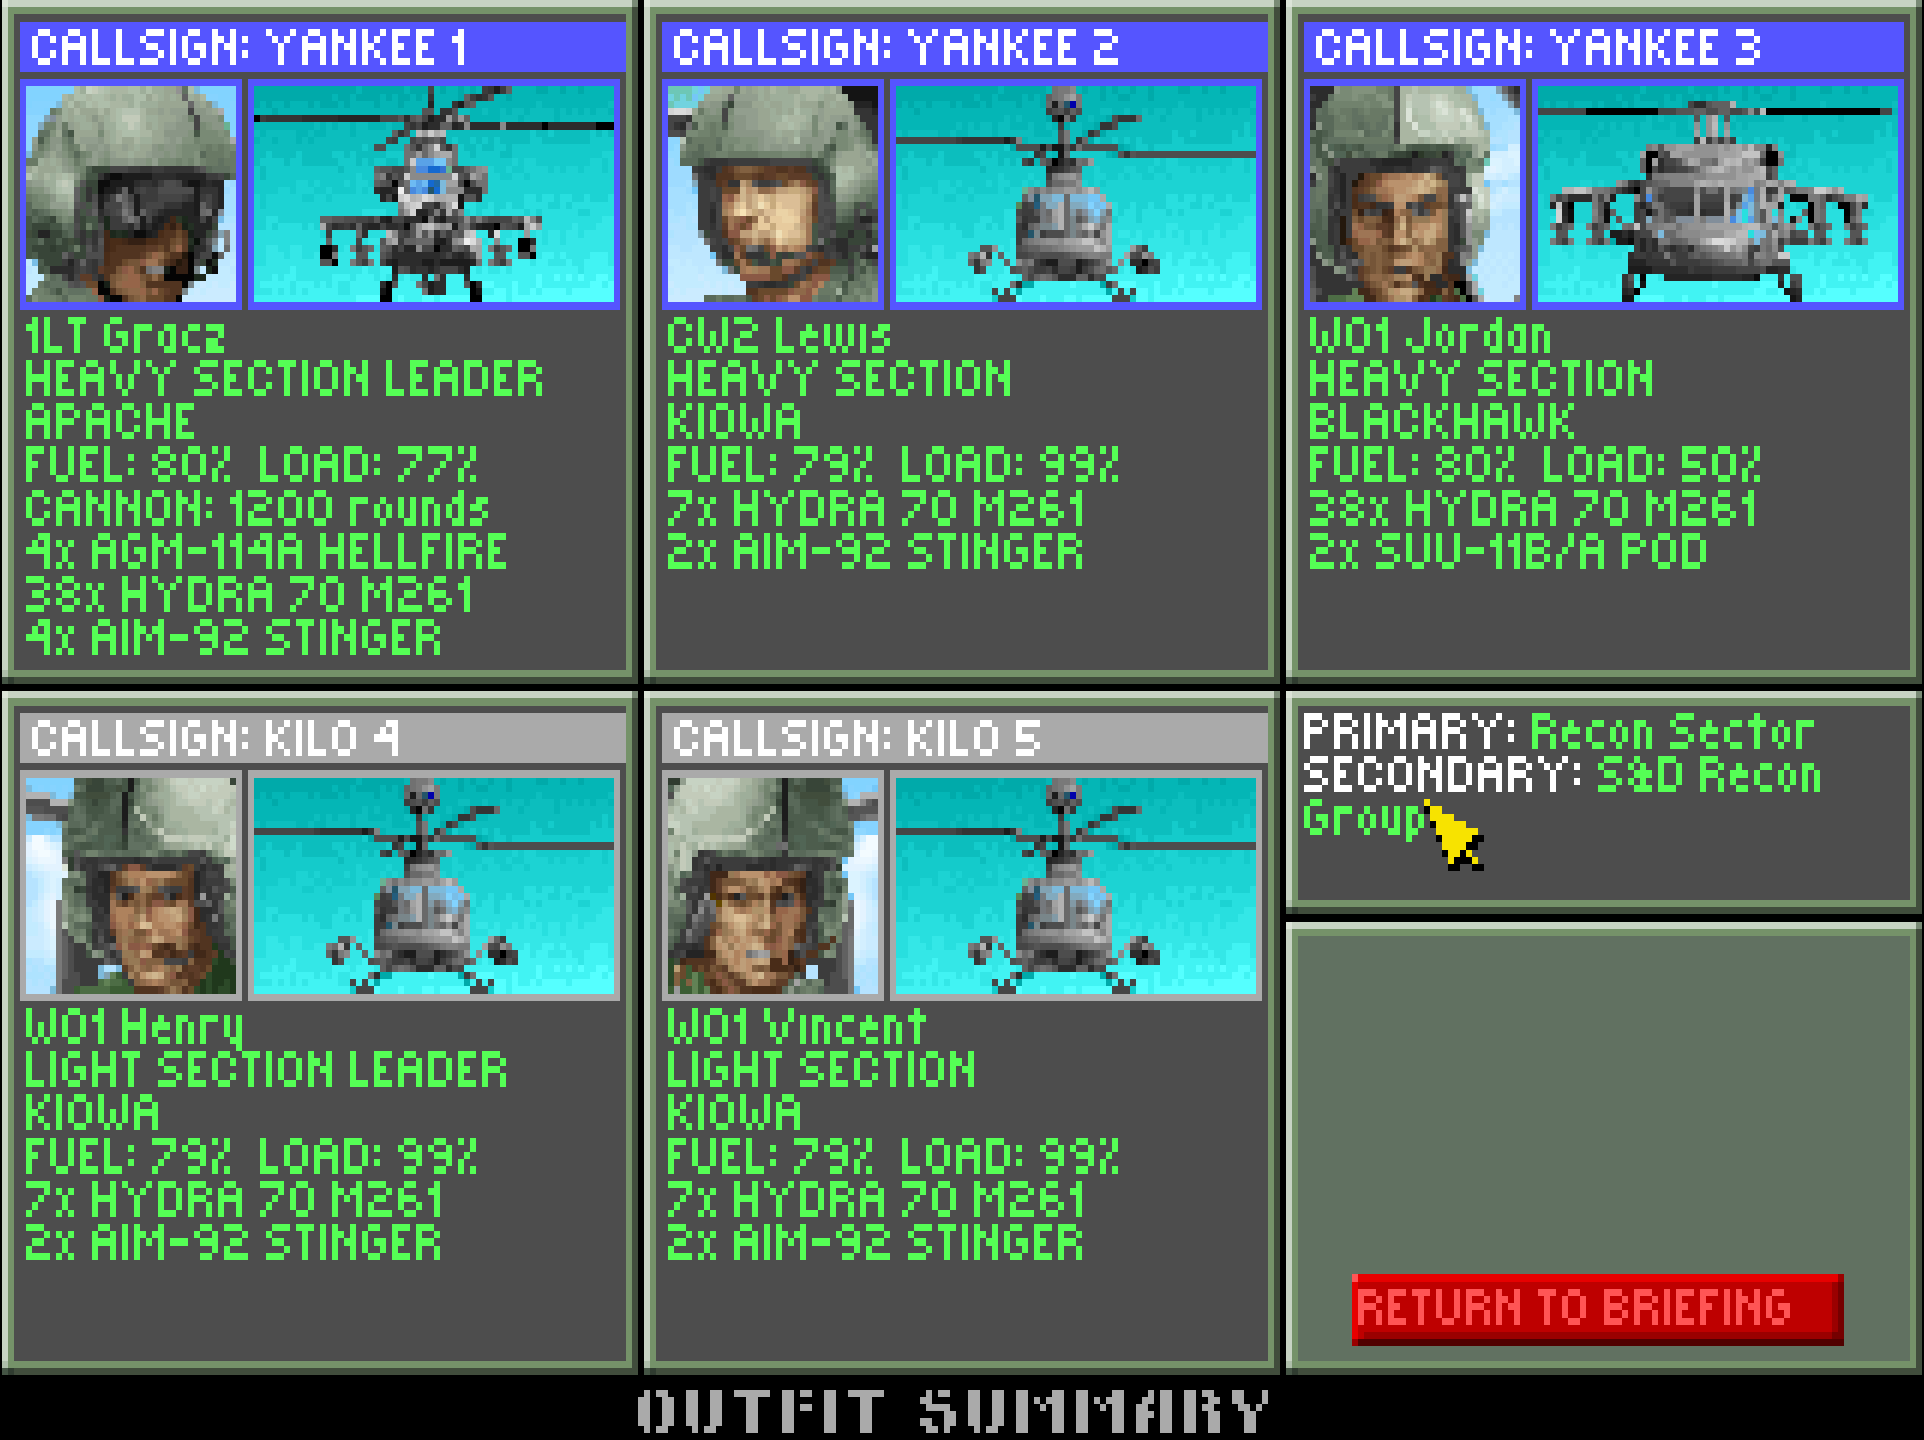 CALLSIGN: YANKEE 1
1LT Gracz
HEAVY SECTION LEADER
APACHE
FUEL: 80% LOAD: 77%
CANNON: 1200 rounds
4x AGM-114A HELLFIRE
38x HYDRA 70 M261
4x AIM-92 STINGER
CALLSIGN: YANKEE 2
CW2 Lewis
HEAVY SECTION
KIOWA
FUEL: 79% LOAD: 99%
7x HYDRA 70 M261
2x AIM-92 STINGER
CALLSIGN: YANKEE 3
WO1 Jordan
HEAVY SECTION
BLACKHAWK
FUEL: 80% LOAD: 50%
38x HYDRA 70 M261
2x SUU-11B/A POD
CALLSIGN: KILO 4
WO1 Henry
LIGHT SECTION LEADER
KIOWA
FUEL: 79% LOAD: 99%
7x HYDRA 70 M261
2x AIM-92 STINGER
CALLSIGN: KILO 5
WO1 Vincent
LIGHT SECTION
KIOWA
FUEL: 79% LOAD: 99%
7x HYDRA 70 M261
2x AIM-92 STINGER
PRIMARY: Recon Sector
SECONDARY: S&D Recon
Group
RETURN TO BRIEFING
OUTFIT SUMMARY